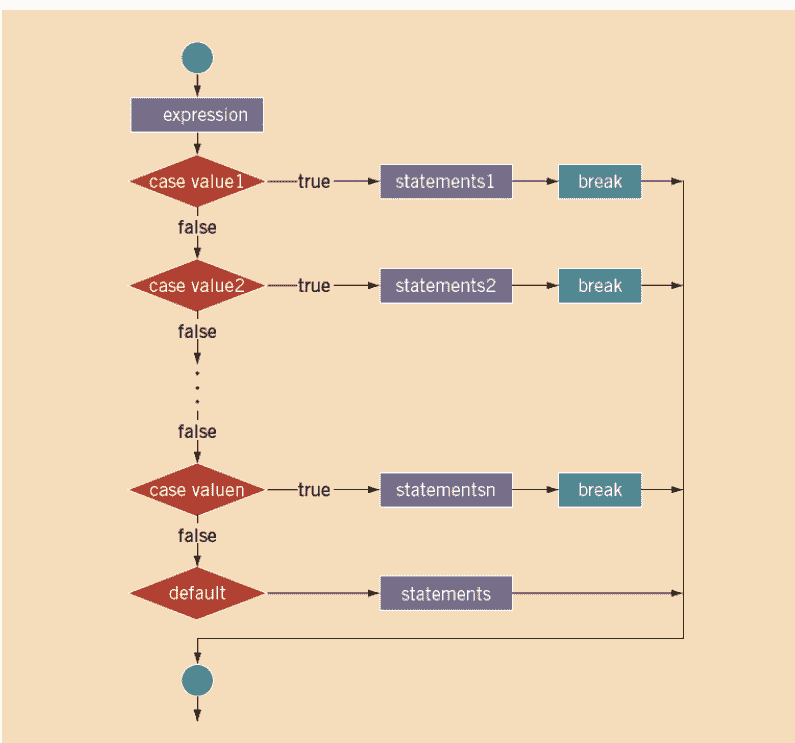 expression
case value1
true
statements1
break
false
case value2
true
statements2
break
false
false
case valuen
true
statementsn
break
false
default
statements